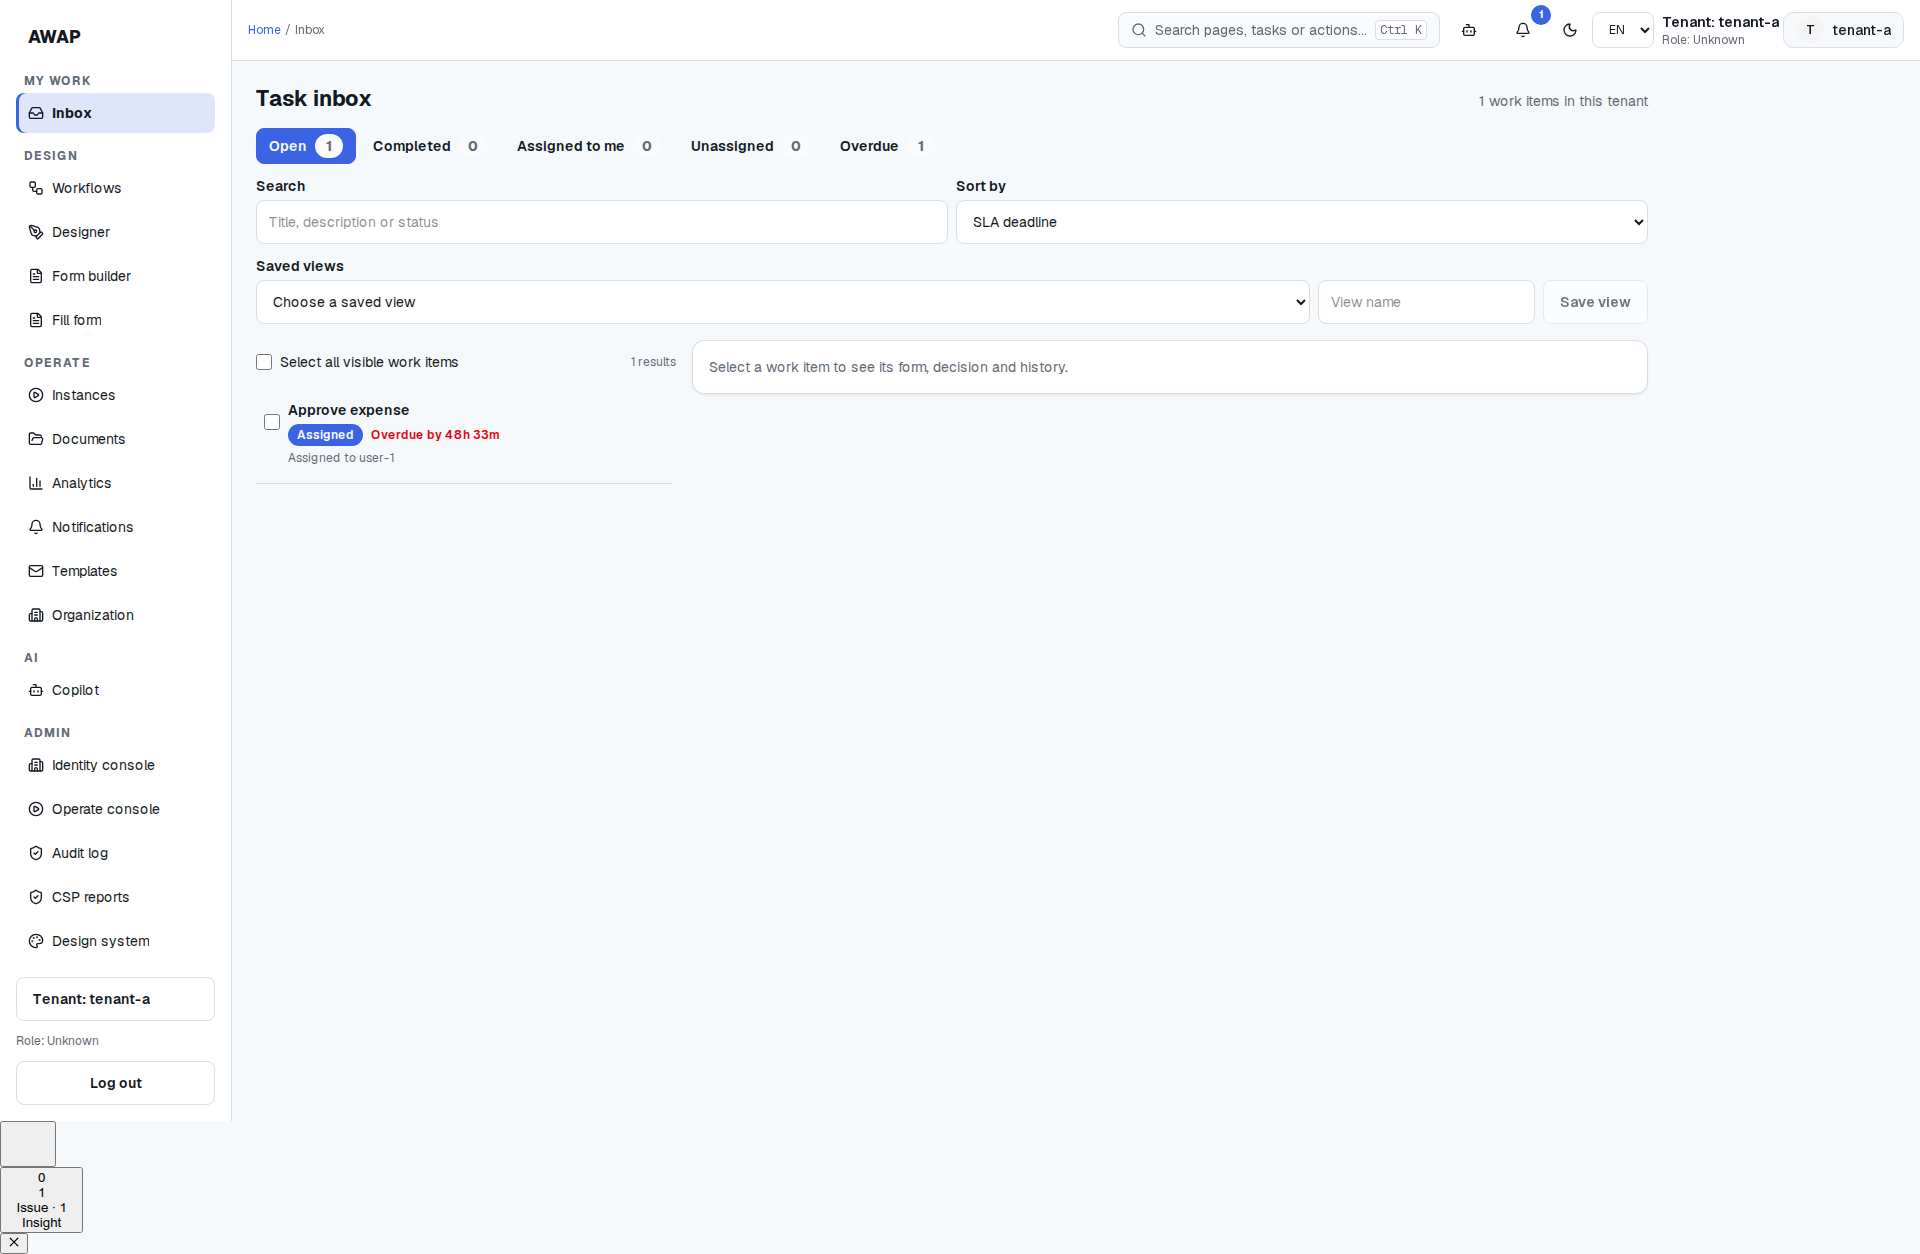 AWAP
MY WORK
Inbox
DESIGN
Workflows
Designer
Form builder
Fill form
OPERATE
Instances
Documents
Analytics
Notifications
Templates
Organization
AI
Copilot
ADMIN
Identity console
Operate console
Audit log
CSP reports
Design system
Tenant: tenant-a
Role: Unknown
Log out
Home / Inbox
Search pages, tasks or actions... Ctrl K
1
EN
Tenant: tenant-a
Role: Unknown
T tenant-a
Task inbox
1 work items in this tenant
Open 1 Completed 0 Assigned to me 0 Unassigned 0 Overdue 1
Search
Title, description or status
Sort by
SLA deadline
Saved views
Choose a saved view
View name
Save view
Select all visible work items
1 results
Approve expense
Assigned Overdue by 48h 33m
Assigned to user-1
Select a work item to see its form, decision and history.
0
1
Issue · 1
Insight